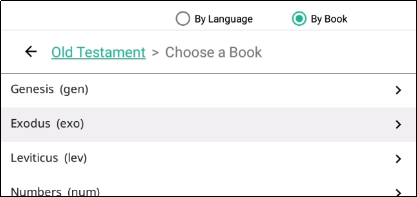 By Language By Book
Old Testament > Choose a Book
Genesis (gen)
Exodus (exo)
Leviticus (lev)
Numbers (num)